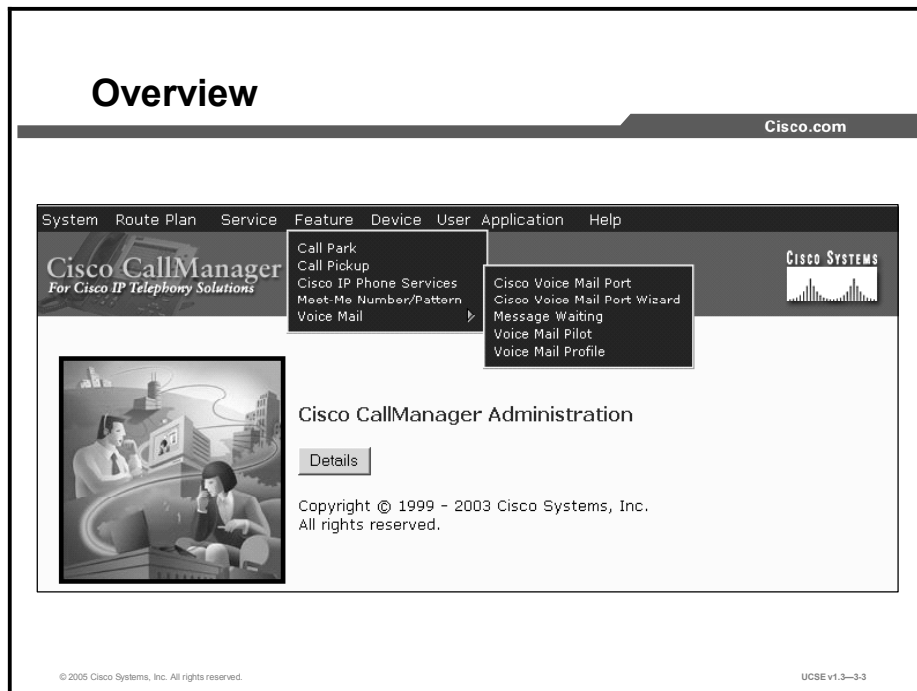 Overview
Cisco.com
System Route Plan Service Feature Device User Application Help
Cisco CallManager
For Cisco IP Telephony Solutions
CISCO SYSTEMS
Call Park
Call Pickup
Cisco IP Phone Services
Meet-Me Number/Pattern
Voice Mail
Cisco Voice Mail Port
Cisco Voice Mail Port Wizard
Message Waiting
Voice Mail Pilot
Voice Mail Profile
Cisco CallManager Administration
Details
Copyright © 1999 - 2003 Cisco Systems, Inc.
All rights reserved.
© 2005 Cisco Systems, Inc. All rights reserved.
UCSE v1.3—3-3